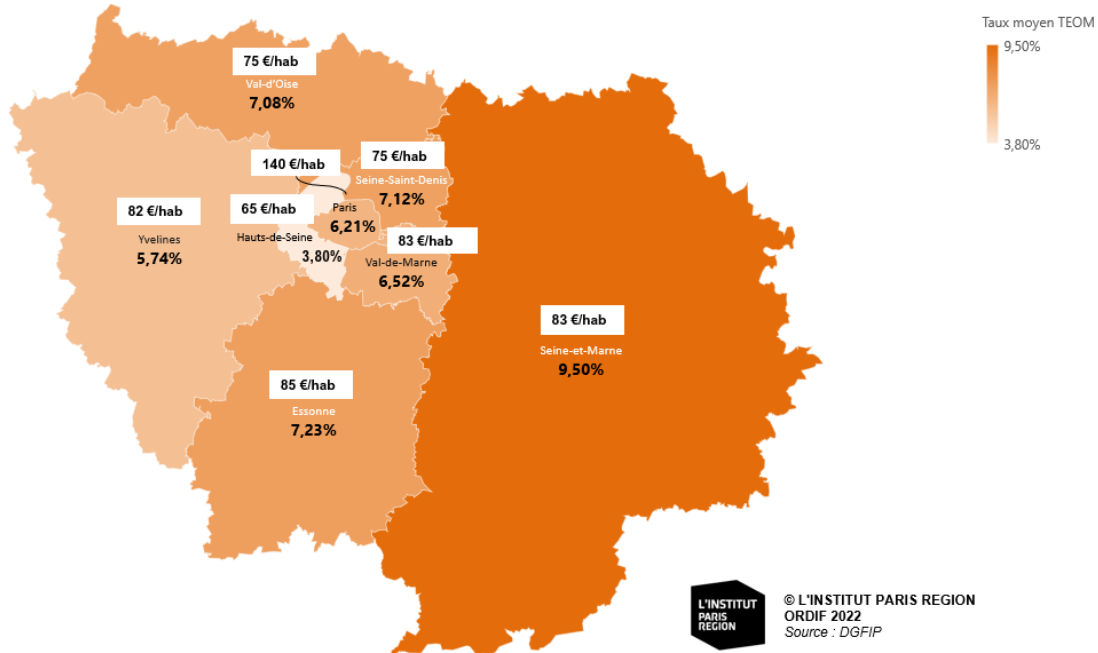 Taux moyen TEOM
9,50%
3,80%
75 €/hab
Val-d'Oise
7,08%
140 €/hab
Paris
6,21%
75 €/hab
Seine-Saint-Denis
7,12%
82 €/hab
Yvelines
5,74%
65 €/hab
Hauts-de-Seine
3,80%
83 €/hab
Val-de-Marne
6,52%
83 €/hab
Seine-et-Marne
9,50%
85 €/hab
Essonne
7,23%
L'INSTITUT
PARIS
REGION
© L'INSTITUT PARIS REGION
ORDIF 2022
Source : DGFIP